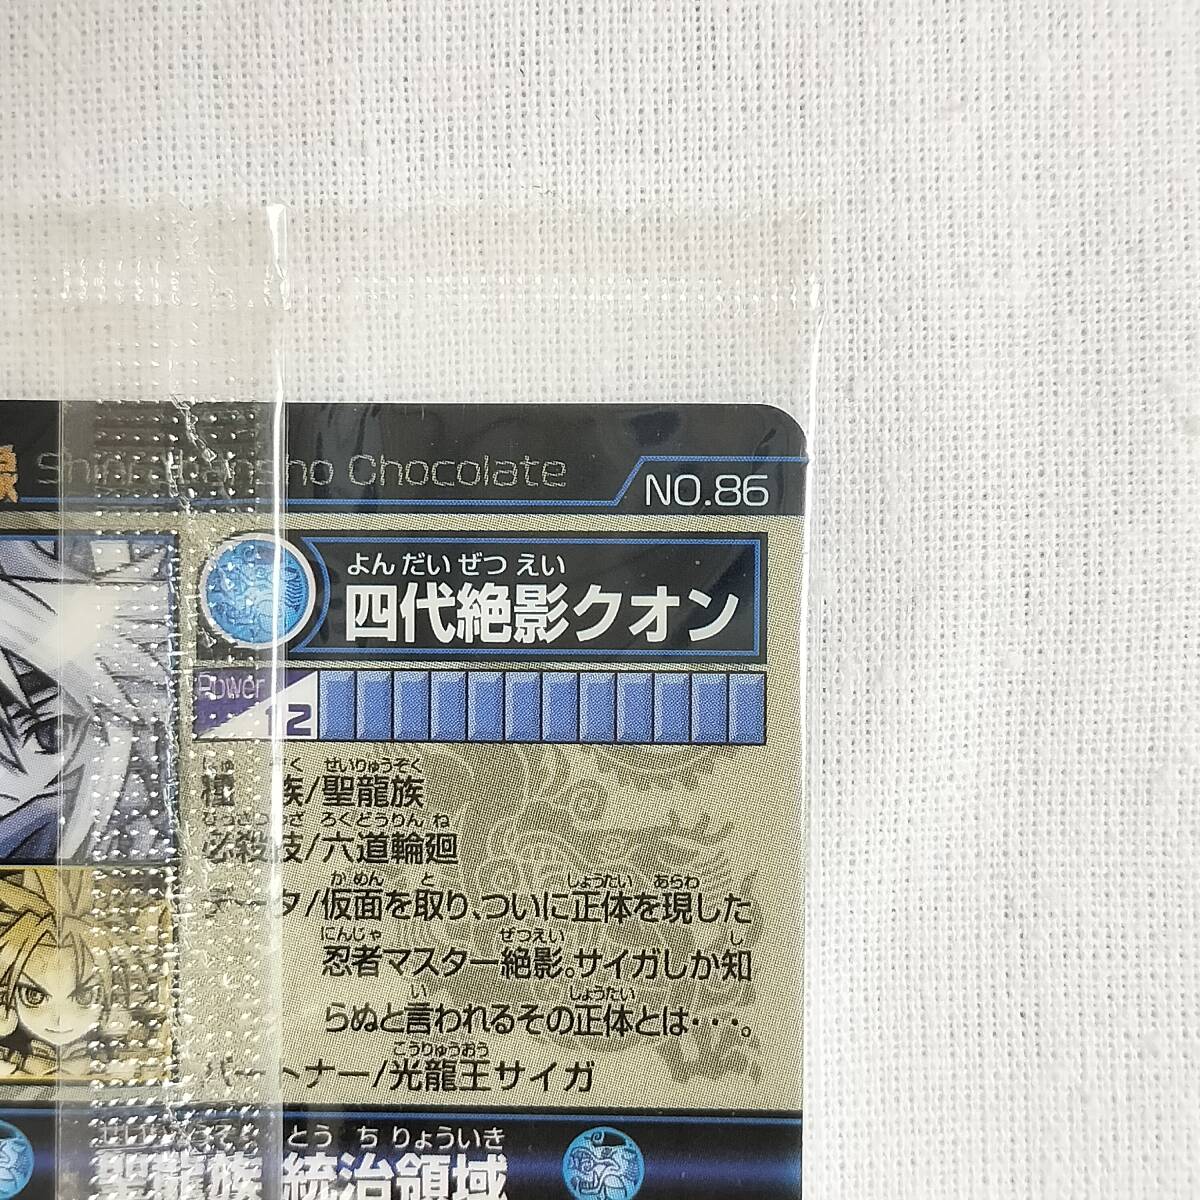 Chocolate
NO.86
よん だい ぜつ えい
四代絶影クオン
Power
12
せいりゅうぞく
種族/聖龍族
ろくどうりん ね
必殺技/六道輪廻
か めん と しょうたい あらわ
データ/仮面を取り、ついに正体を現した
にんじゃ ぜつえい し
忍者マスター絶影。サイガしか知
い しょうたい
らぬと言われるその正体とは・・・。
こうりゅうおう
パートナー/光龍王サイガ
とう ち りょういき
聖龍族 統治領域